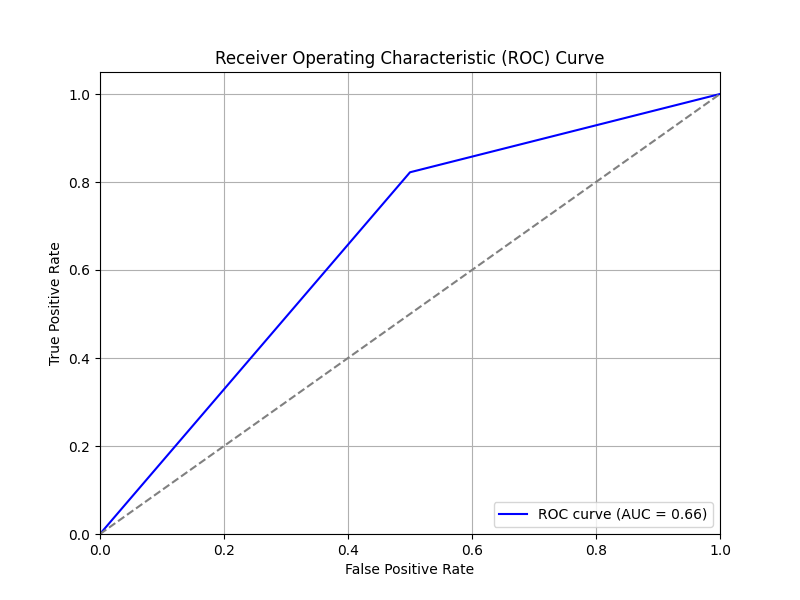 Receiver Operating Characteristic (ROC) Curve
1.0
0.8
0.6
0.4
0.2
0.0
True Positive Rate
ROC curve (AUC = 0.66)
0.0 0.2 0.4 0.6 0.8 1.0
False Positive Rate